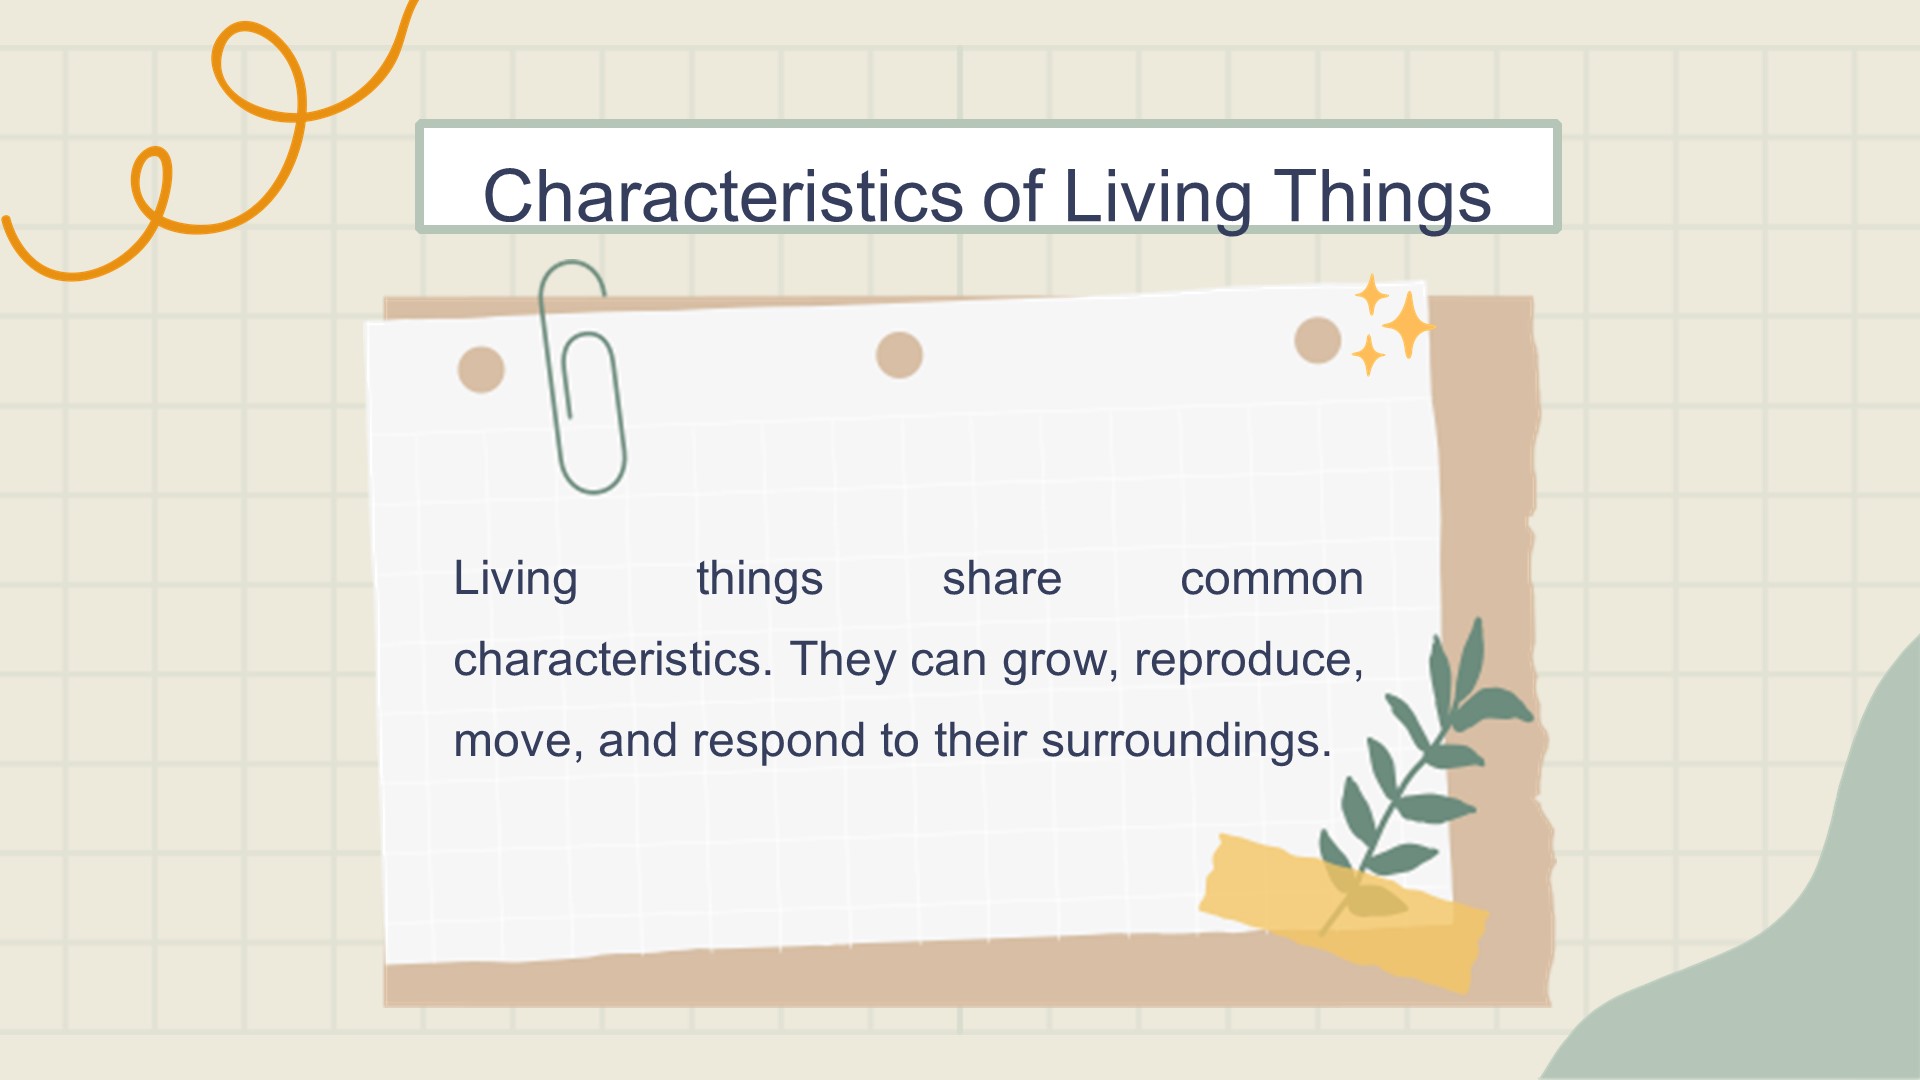 Characteristics of Living Things
Living things share common
characteristics. They can grow, reproduce,
move, and respond to their surroundings.